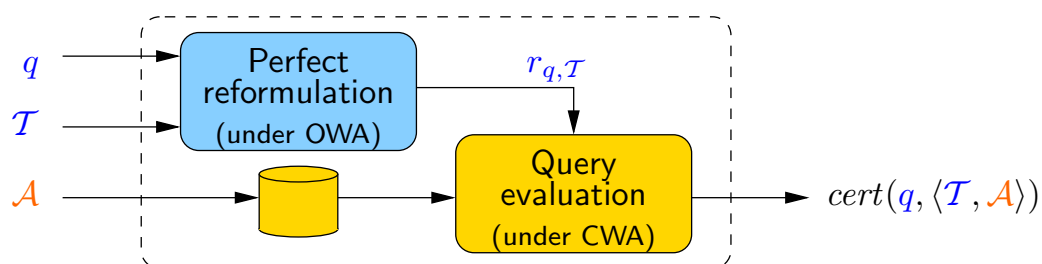 q
Perfect
reformulation
(under OWA)
r_{q,𝒯}
𝒯
𝒜
Query
evaluation
(under CWA)
cert(q, ⟨𝒯, 𝒜⟩)